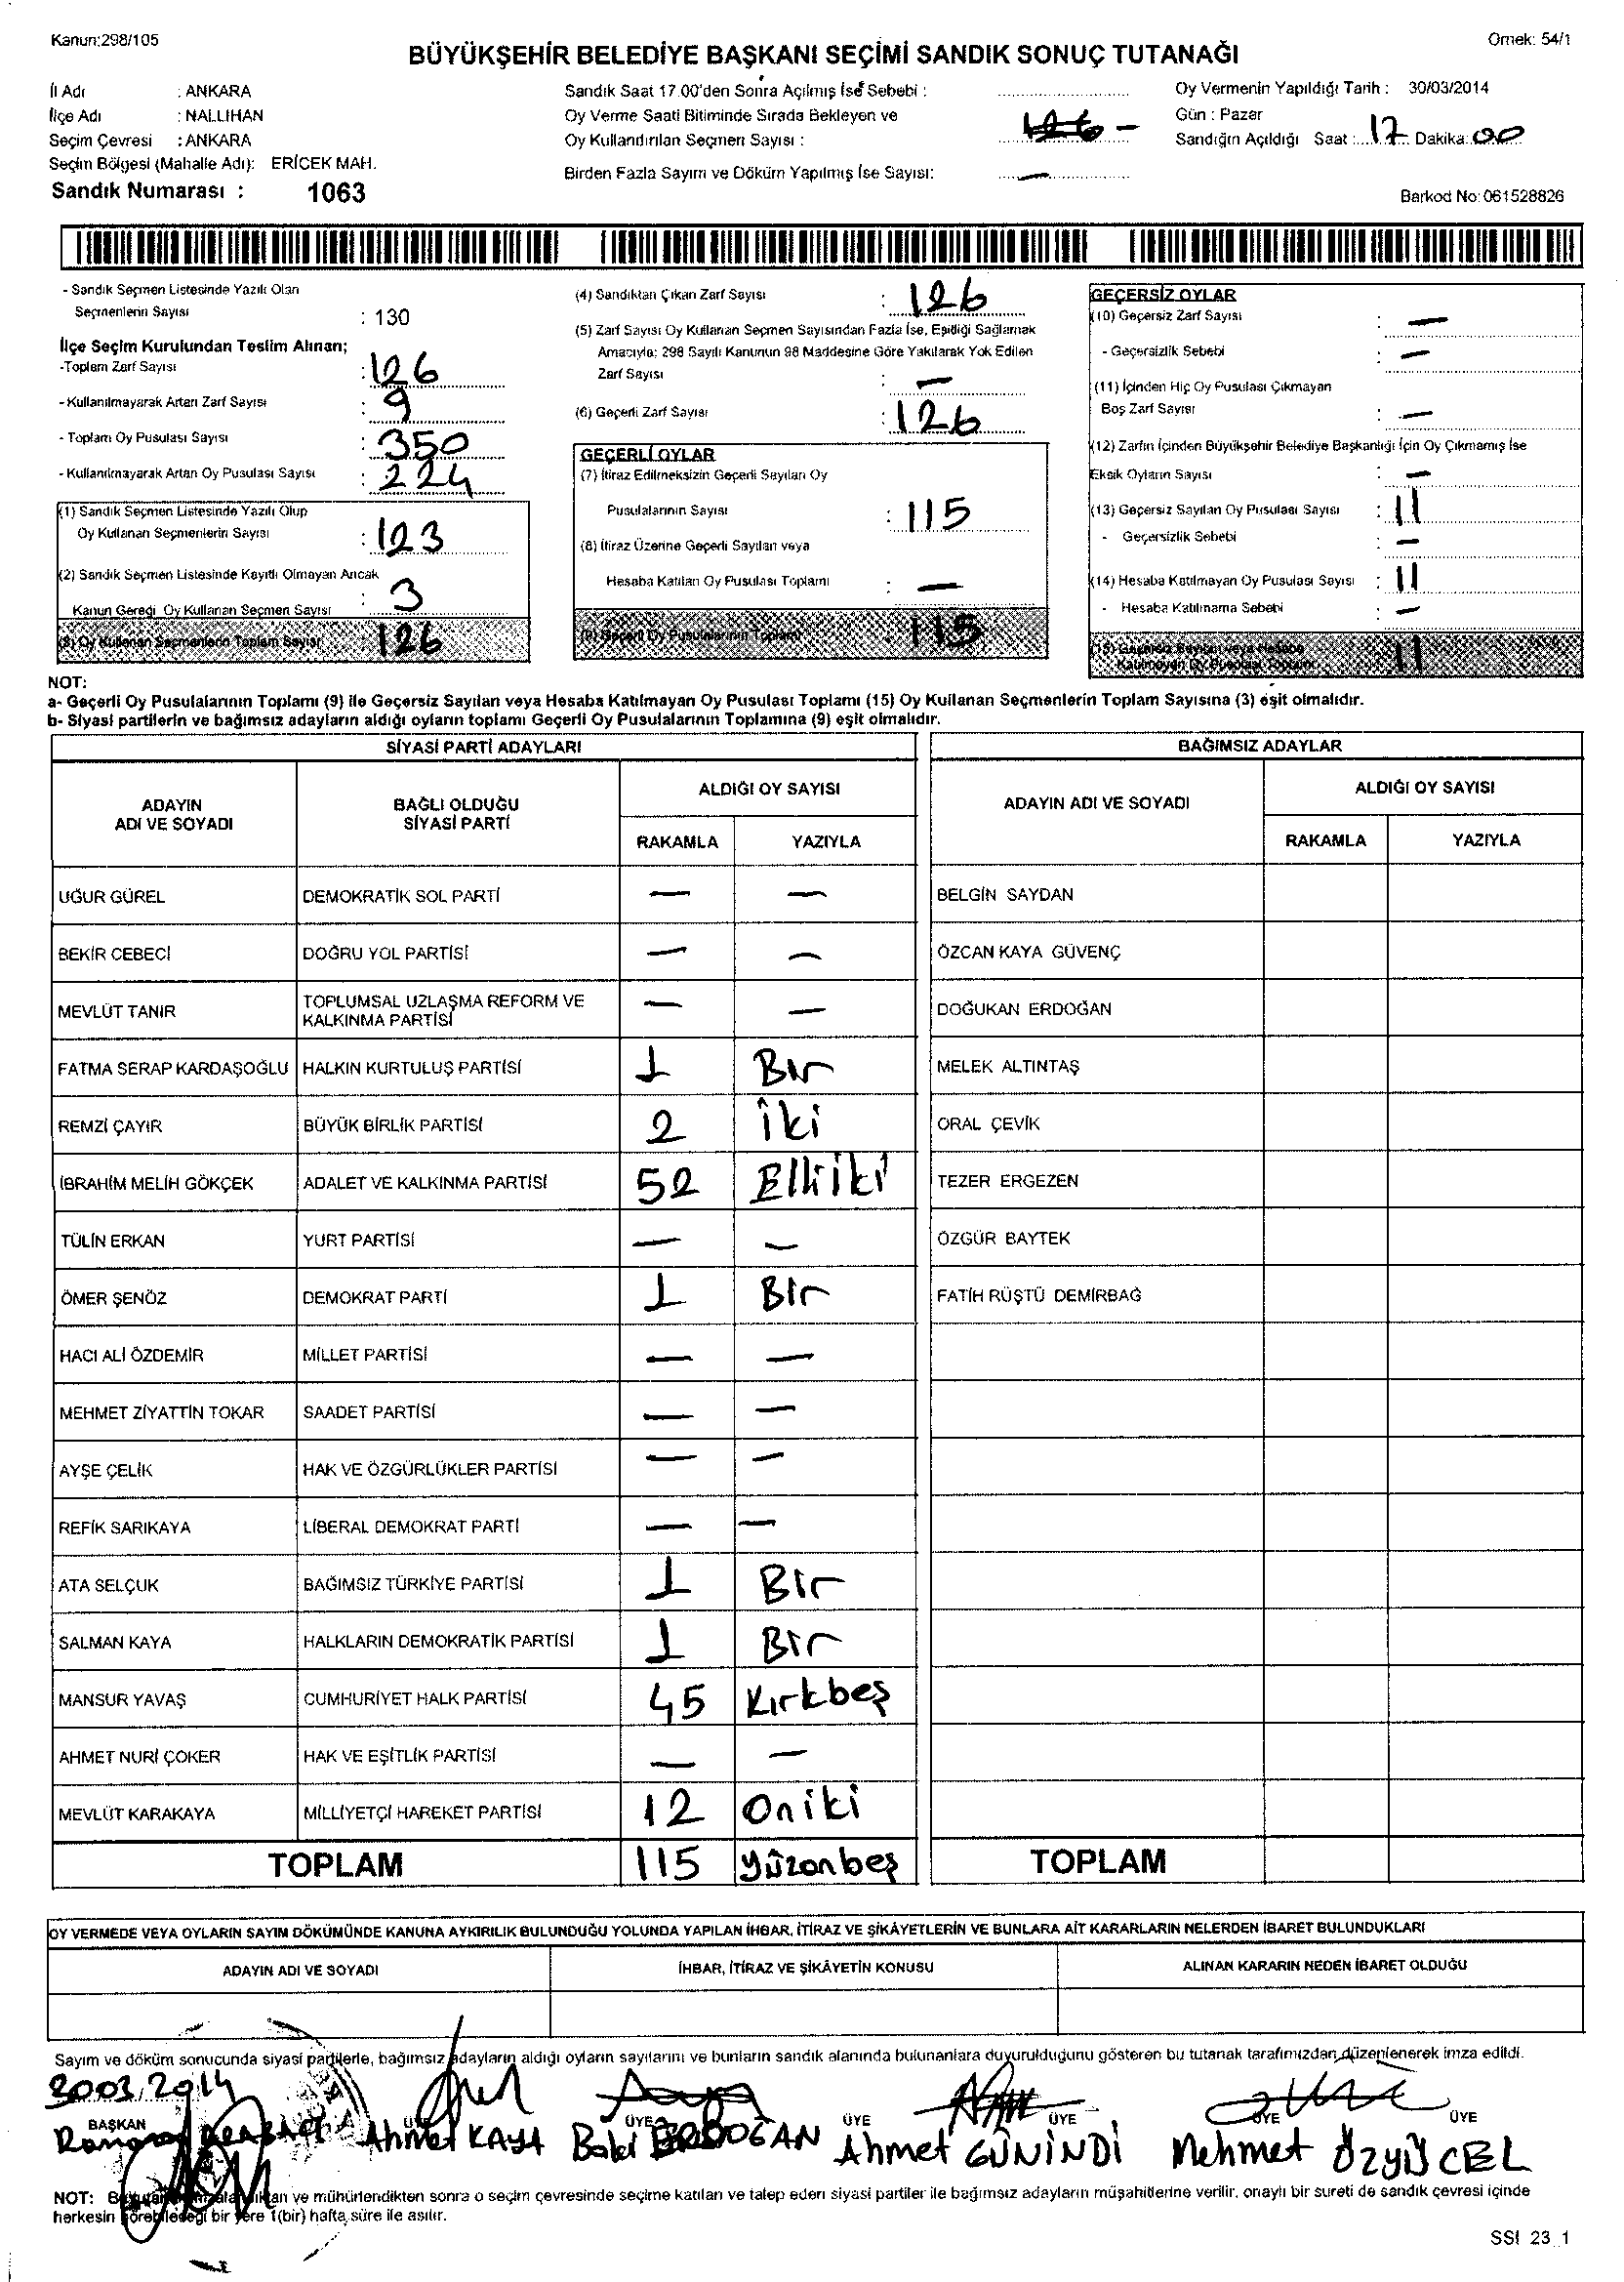 Kanun:298/105
Örnek: 54/1
BÜYÜKŞEHİR BELEDİYE BAŞKANI SEÇİMİ SANDIK SONUÇ TUTANAĞI
İl Adı : ANKARA
İlçe Adı : NALLIHAN
Seçim Çevresi : ANKARA
Seçim Bölgesi (Mahalle Adı): ERİCEK MAH.
Sandık Numarası : 1063
Sandık Saat 17.00'den Sonra Açılmış İse Sebebi :
Oy Verme Saati Bitiminde Sırada Bekleyen ve
Oy Kullandırılan Seçmen Sayısı : –
Birden Fazla Sayım ve Döküm Yapılmış İse Sayısı: —
Oy Vermenin Yapıldığı Tarih : 30/03/2014
Gün : Pazar
Sandığın Açıldığı Saat : 17 Dakika: 00
Barkod No: 061528826
- Sandık Seçmen Listesinde Yazılı Olan
Seçmenlerin Sayısı : 130
İlçe Seçim Kurulundan Teslim Alınan;
-Toplam Zarf Sayısı : 126
- Kullanılmayarak Artan Zarf Sayısı : 9
- Toplam Oy Pusulası Sayısı : 350
- Kullanılmayarak Artan Oy Pusulası Sayısı : 224
(1) Sandık Seçmen Listesinde Yazılı Olup
Oy Kullanan Seçmenlerin Sayısı : 123
(2) Sandık Seçmen Listesinde Kayıtlı Olmayan Ancak
Kanun Gereği Oy Kullanan Seçmen Sayısı : 3
(3) Oy Kullanan Seçmenlerin Toplam Sayısı 126
(4) Sandıktan Çıkan Zarf Sayısı : 126
(5) Zarf Sayısı Oy Kullanan Seçmen Sayısından Fazla İse, Eşitliği Sağlamak
Amacıyla; 298 Sayılı Kanunun 98 Maddesine Göre Yakılarak Yok Edilen
Zarf Sayısı : —
(6) Geçerli Zarf Sayısı : 126
GEÇERLİ OYLAR
(7) İtiraz Edilmeksizin Geçerli Sayılan Oy
Pusulalarının Sayısı : 115
(8) İtiraz Üzerine Geçerli Sayılan veya
Hesaba Katılan Oy Pusulası Toplamı : —
(9) Geçerli Oy Pusulalarının Toplamı : 115
GEÇERSİZ OYLAR
(10) Geçersiz Zarf Sayısı : —
- Geçersizlik Sebebi : —
(11) İçinden Hiç Oy Pusulası Çıkmayan
Boş Zarf Sayısı : —
(12) Zarfın İçinden Büyükşehir Belediye Başkanlığı İçin Oy Çıkmamış İse
Eksik Oyların Sayısı : —
(13) Geçersiz Sayılan Oy Pusulası Sayısı : 11
- Geçersizlik Sebebi : —
(14) Hesaba Katılmayan Oy Pusulası Sayısı : 11
- Hesaba Katılmama Sebebi : —
(15) Geçersiz Sayılan veya Hesaba
Katılmayan Oy Pusulası Toplamı : 11
NOT:
a- Geçerli Oy Pusulalarının Toplamı (9) ile Geçersiz Sayılan veya Hesaba Katılmayan Oy Pusulası Toplamı (15) Oy Kullanan Seçmenlerin Toplam Sayısına (3) eşit olmalıdır.
b- Siyasi partilerin ve bağımsız adayların aldığı oyların toplamı Geçerli Oy Pusulalarının Toplamına (9) eşit olmalıdır.
SİYASİ PARTİ ADAYLARI
ADAYIN ADI VE SOYADI
BAĞLI OLDUĞU SİYASİ PARTİ
ALDIĞI OY SAYISI
RAKAMLA YAZIYLA
UĞUR GÜREL DEMOKRATİK SOL PARTİ — —
BEKİR CEBECİ DOĞRU YOL PARTİSİ — —
MEVLÜT TANIR TOPLUMSAL UZLAŞMA REFORM VE KALKINMA PARTİSİ — —
FATMA SERAP KARDAŞOĞLU HALKIN KURTULUŞ PARTİSİ 1 Bir
REMZİ ÇAYIR BÜYÜK BİRLİK PARTİSİ 2 İki
İBRAHİM MELİH GÖKÇEK ADALET VE KALKINMA PARTİSİ 52 Elliiki
TÜLİN ERKAN YURT PARTİSİ — —
ÖMER ŞENÖZ DEMOKRAT PARTİ 1 Bir
HACI ALİ ÖZDEMİR MİLLET PARTİSİ — —
MEHMET ZİYATTİN TOKAR SAADET PARTİSİ — —
AYŞE ÇELİK HAK VE ÖZGÜRLÜKLER PARTİSİ — —
REFİK SARIKAYA LİBERAL DEMOKRAT PARTİ — —
ATA SELÇUK BAĞIMSIZ TÜRKİYE PARTİSİ 1 Bir
SALMAN KAYA HALKLARIN DEMOKRATİK PARTİSİ 1 Bir
MANSUR YAVAŞ CUMHURİYET HALK PARTİSİ 45 Kırkbeş
AHMET NURİ ÇOKER HAK VE EŞİTLİK PARTİSİ — —
MEVLÜT KARAKAYA MİLLİYETÇİ HAREKET PARTİSİ 12 Oniki
TOPLAM 115 yüzonbeş
BAĞIMSIZ ADAYLAR
ADAYIN ADI VE SOYADI
ALDIĞI OY SAYISI
RAKAMLA YAZIYLA
BELGİN SAYDAN
ÖZCAN KAYA GÜVENÇ
DOĞUKAN ERDOĞAN
MELEK ALTINTAŞ
ORAL ÇEVİK
TEZER ERGEZEN
ÖZGÜR BAYTEK
FATİH RÜŞTÜ DEMİRBAĞ
TOPLAM
OY VERMEDE VEYA OYLARIN SAYIM DÖKÜMÜNDE KANUNA AYKIRILIK BULUNDUĞU YOLUNDA YAPILAN İHBAR, İTİRAZ VE ŞİKAYETLERİN VE BUNLARA AİT KARARLARIN NELERDEN İBARET BULUNDUKLARI
ADAYIN ADI VE SOYADI
İHBAR, İTİRAZ VE ŞİKAYETİN KONUSU
ALINAN KARARIN NEDEN İBARET OLDUĞU
Sayım ve döküm sonucunda siyasi partilerle, bağımsız adayların aldığı oyların sayılarını ve bunların sandık alanında bulunanlara duyurulduğunu gösteren bu tutanak tarafımızdan düzenlenerek imza edildi.
30.03.2014
BAŞKAN ÜYE ÜYE ÜYE ÜYE ÜYE ÜYE
Ahmet KAYA Baki ERDOĞAN Ahmet GÜNİNDİ Mehmet ÖZYÜCEL
NOT: ve mühürlendikten sonra o seçim çevresinde seçime katılan ve talep eden siyasi partiler ile bağımsız adayların müşahitlerine verilir. onaylı bir sureti de sandık çevresi içinde
herkesin görebileceği bir yere 1(bir) hafta süre ile asılır.
SSI 23_1